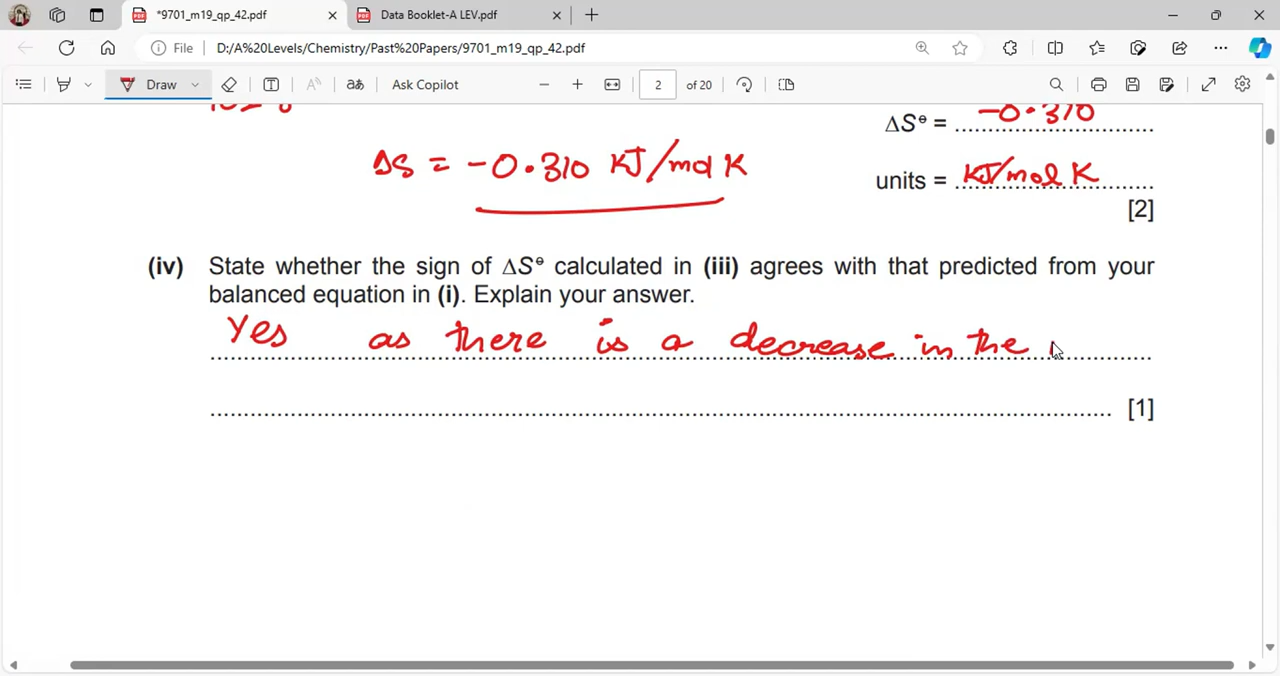 *9701_m19_qp_42.pdf
Data Booklet-A LEV.pdf
File D:/A%20Levels/Chemistry/Past%20Papers/9701_m19_qp_42.pdf
Draw
Ask Copilot
2 of 20
ΔS⦵ = -0.310
ΔS = -0.310 KJ/mol K
units = KJ/mol K
[2]
(iv) State whether the sign of ΔS⦵ calculated in (iii) agrees with that predicted from your
balanced equation in (i). Explain your answer.
Yes as there is a decrease in the
[1]